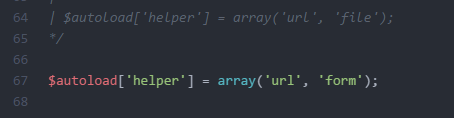 64 | $autoload['helper'] = array('url', 'file');
65 */
66
67 $autoload['helper'] = array('url', 'form');
68